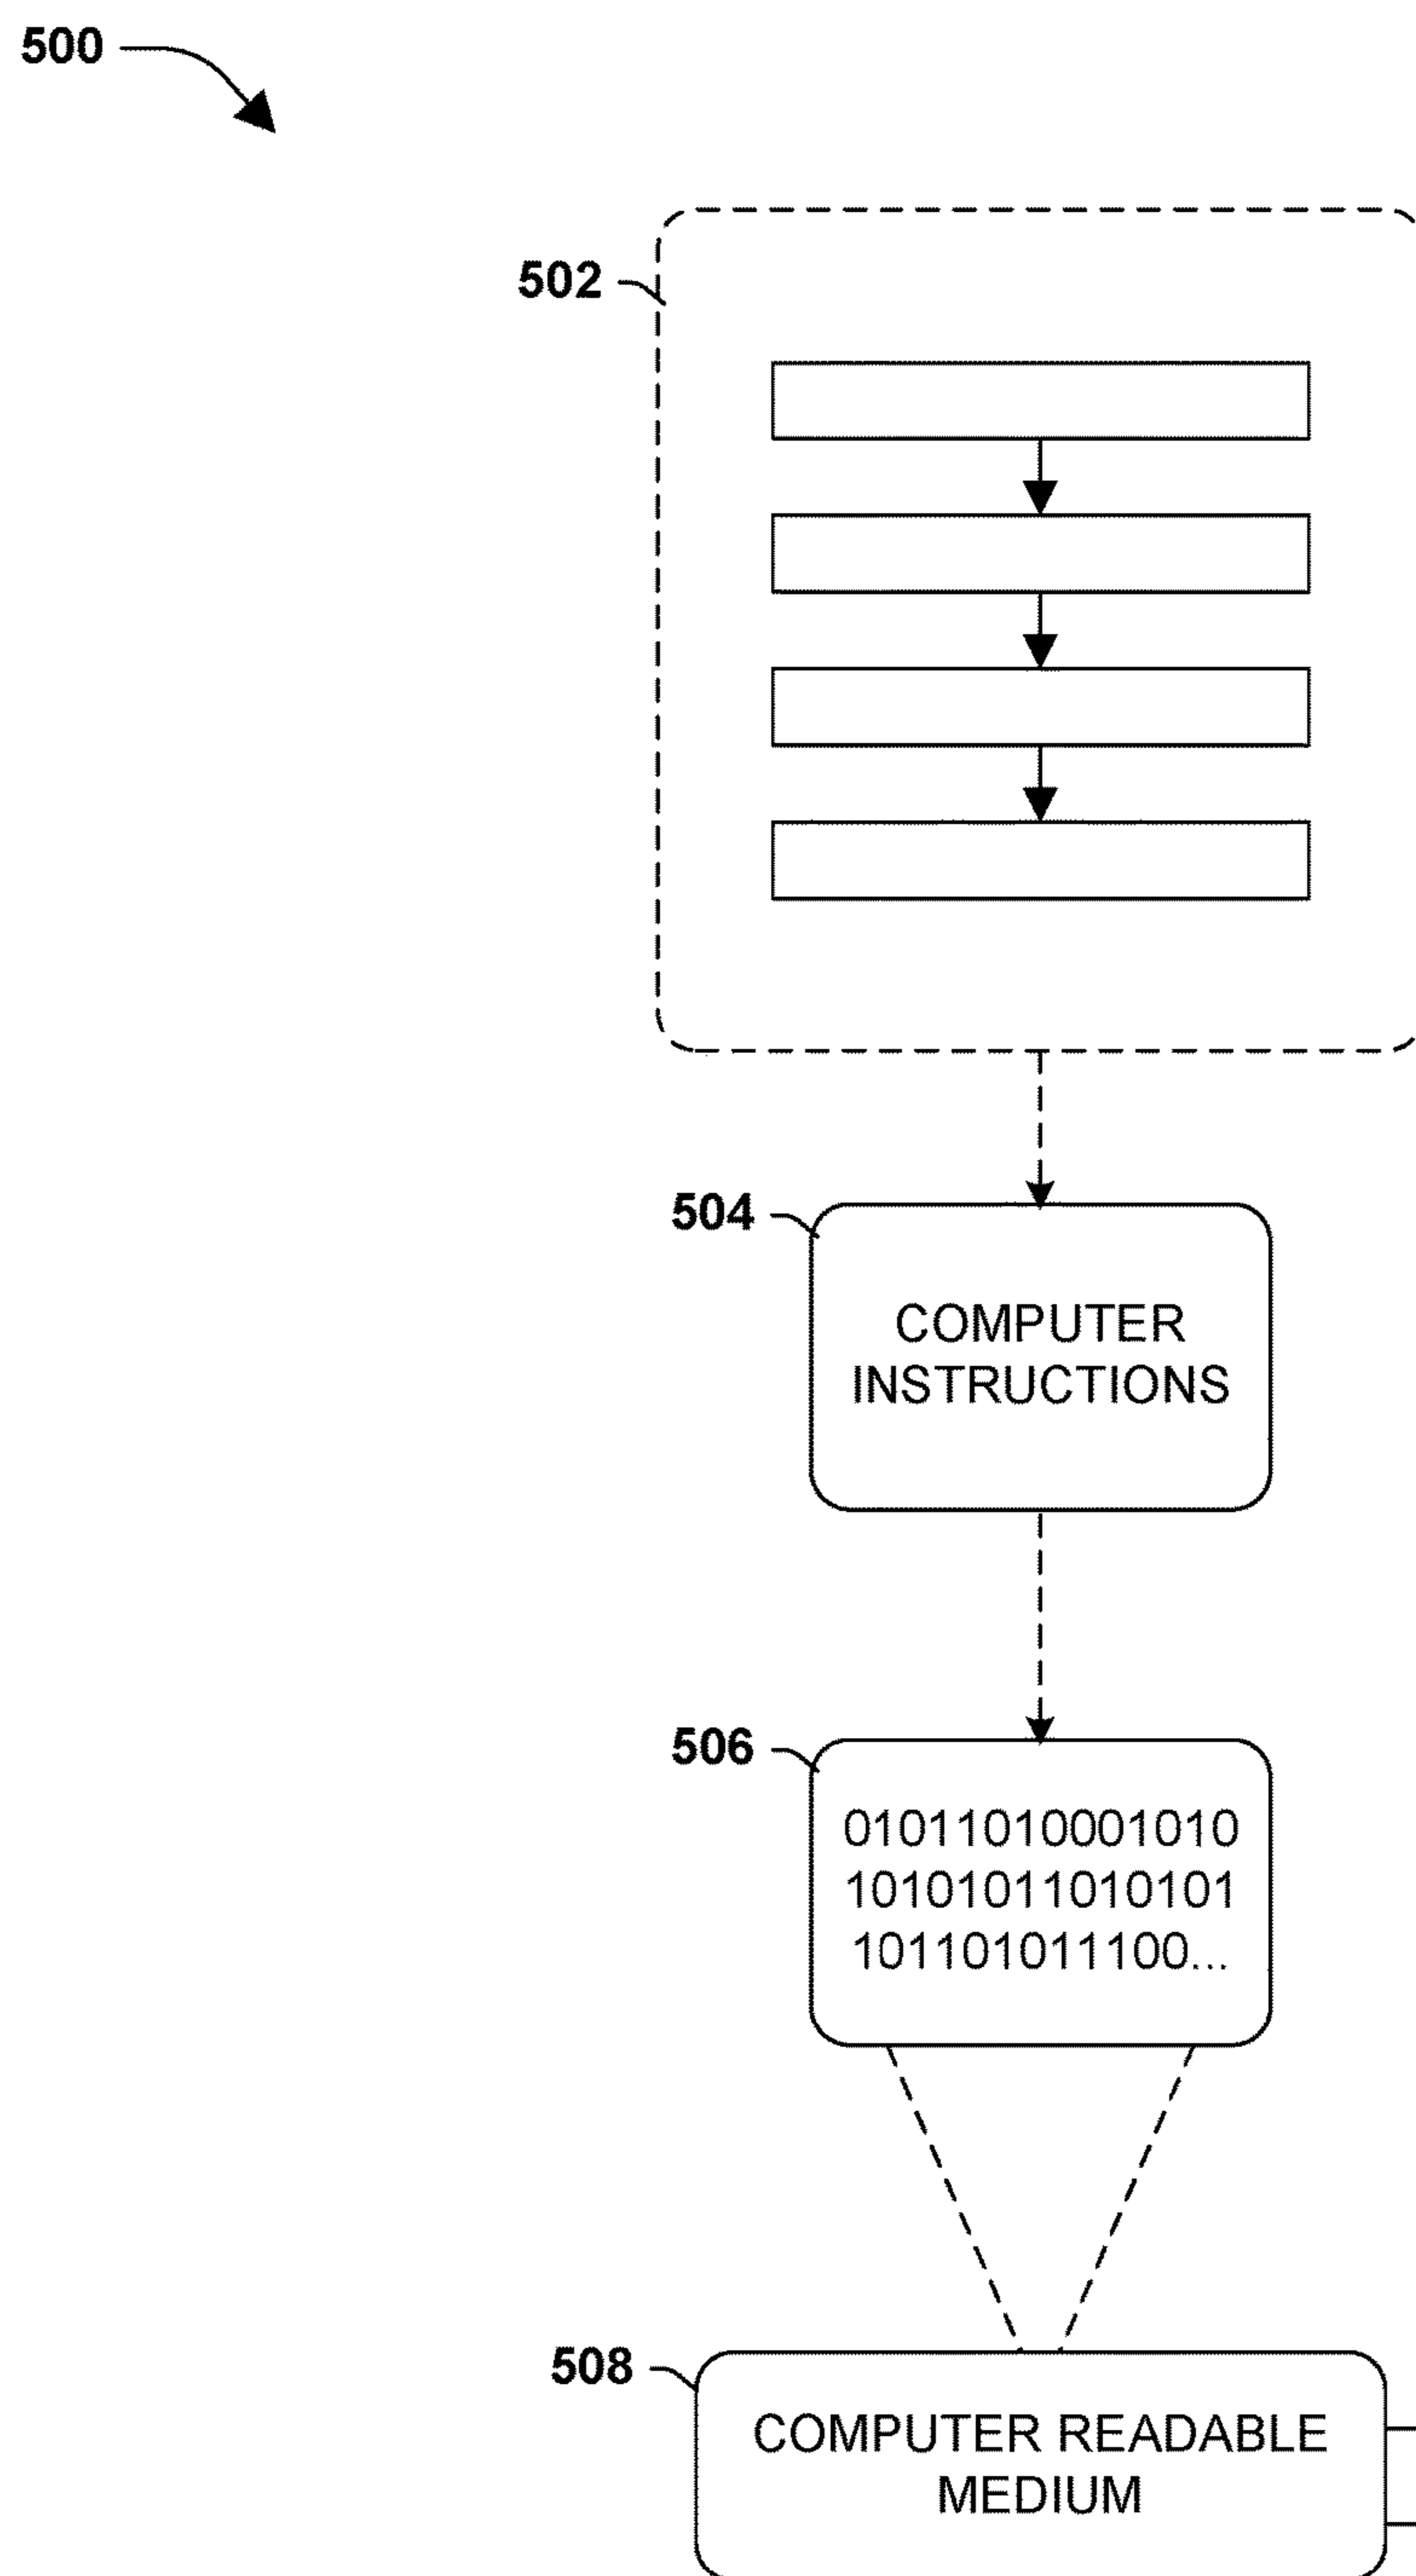 500
502
504
COMPUTER
INSTRUCTIONS
506
01011010001010
10101011010101
101101011100...
508
COMPUTER READABLE
MEDIUM